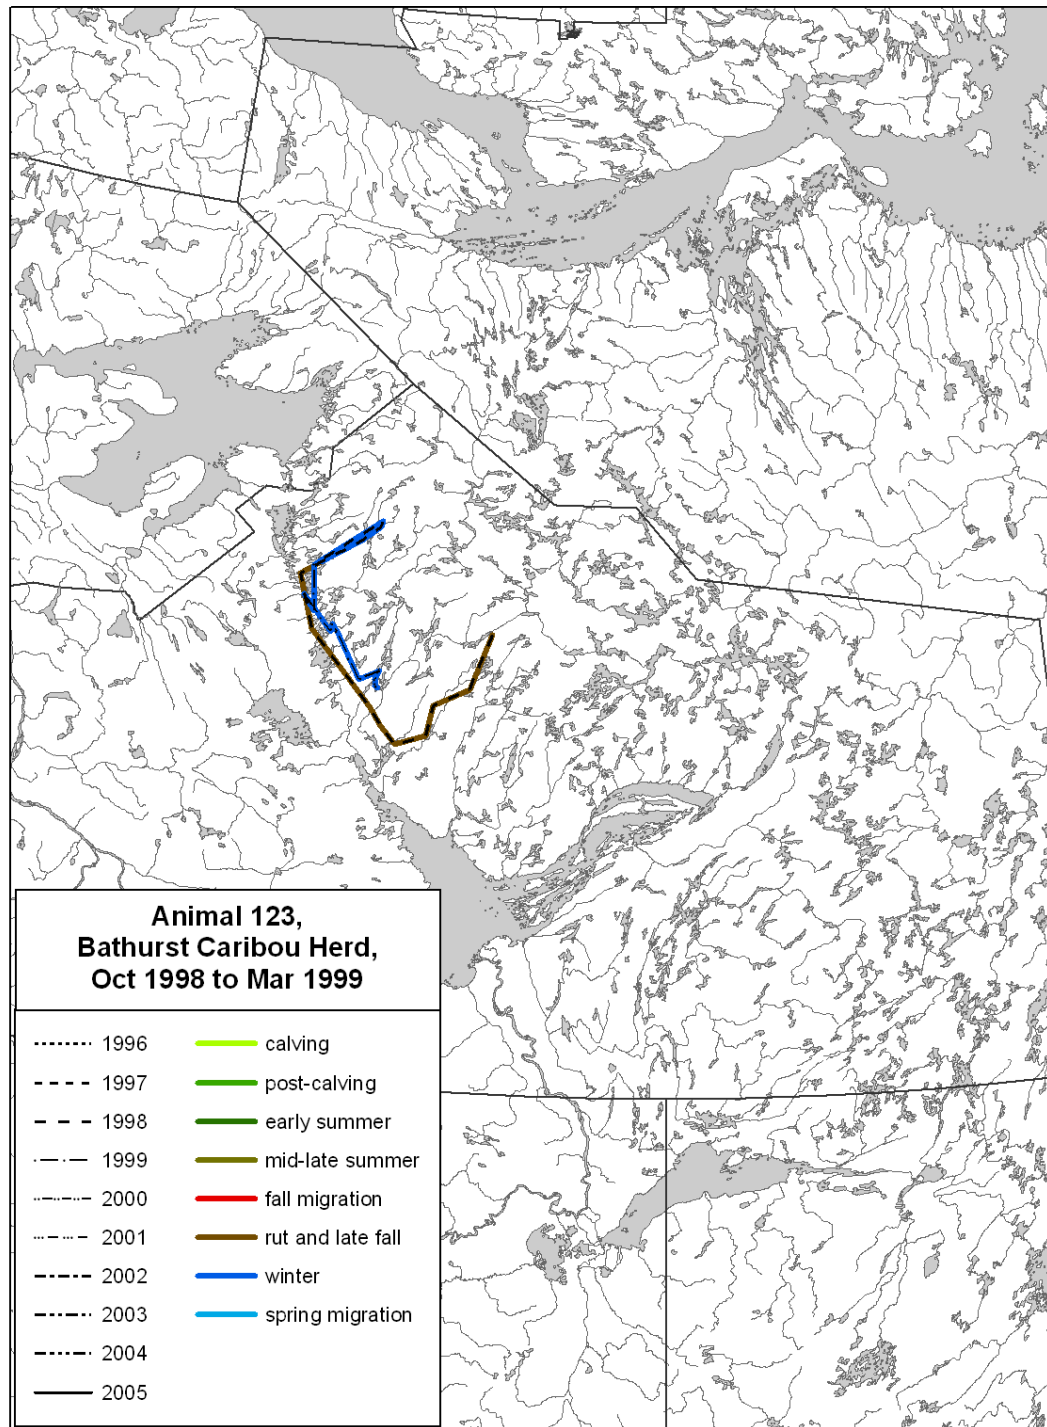 Animal 123,
Bathurst Caribou Herd,
Oct 1998 to Mar 1999
1996
1997
1998
1999
2000
2001
2002
2003
2004
2005
calving
post-calving
early summer
mid-late summer
fall migration
rut and late fall
winter
spring migration